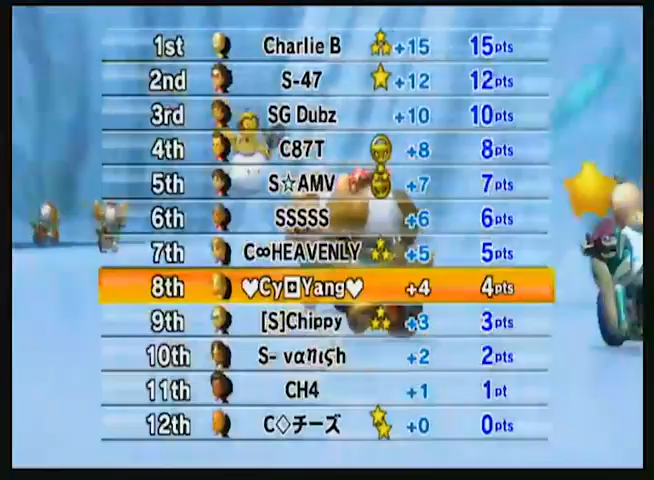 1st Charlie B +15 15pts
2nd S-47 +12 12pts
3rd SG Dubz +10 10pts
4th C87T +8 8pts
5th S☆AMV +7 7pts
6th SSSSS +6 6pts
7th C∞HEAVENLY +5 5pts
8th ♥Cy◘Yang♥ +4 4pts
9th [S]Chippy +3 3pts
10th S- vαηιςh +2 2pts
11th CH4 +1 1pt
12th C◇チーズ +0 0pts